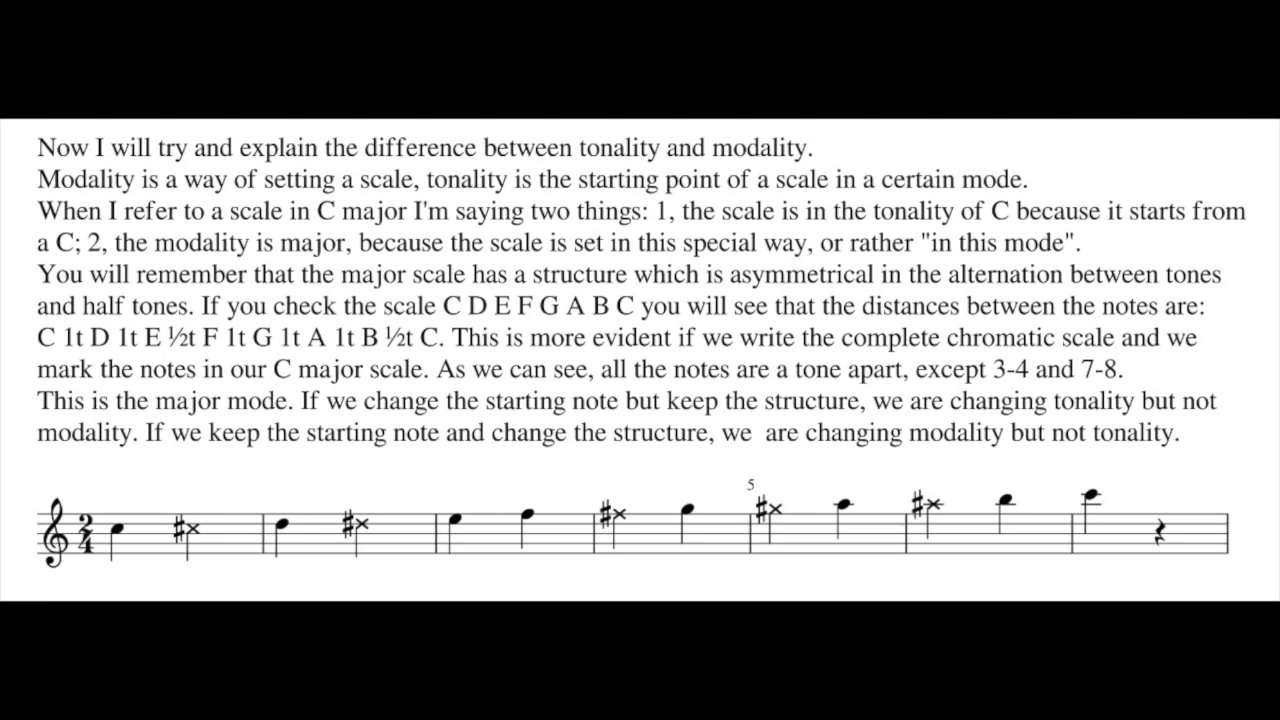 Now I will try and explain the difference between tonality and modality.
Modality is a way of setting a scale, tonality is the starting point of a scale in a certain mode.
When I refer to a scale in C major I'm saying two things: 1, the scale is in the tonality of C because it starts from
a C; 2, the modality is major, because the scale is set in this special way, or rather "in this mode".
You will remember that the major scale has a structure which is asymmetrical in the alternation between tones
and half tones. If you check the scale C D E F G A B C you will see that the distances between the notes are:
C 1t D 1t E ½t F 1t G 1t A 1t B ½t C. This is more evident if we write the complete chromatic scale and we
mark the notes in our C major scale. As we can see, all the notes are a tone apart, except 3-4 and 7-8.
This is the major mode. If we change the starting note but keep the structure, we are changing tonality but not
modality. If we keep the starting note and change the structure, we  are changing modality but not tonality.
5
2
4